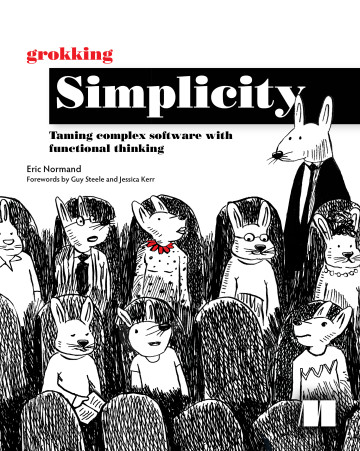 grokking
Simplicity
Taming complex software with
functional thinking
Eric Normand
Forewords by Guy Steele and Jessica Kerr